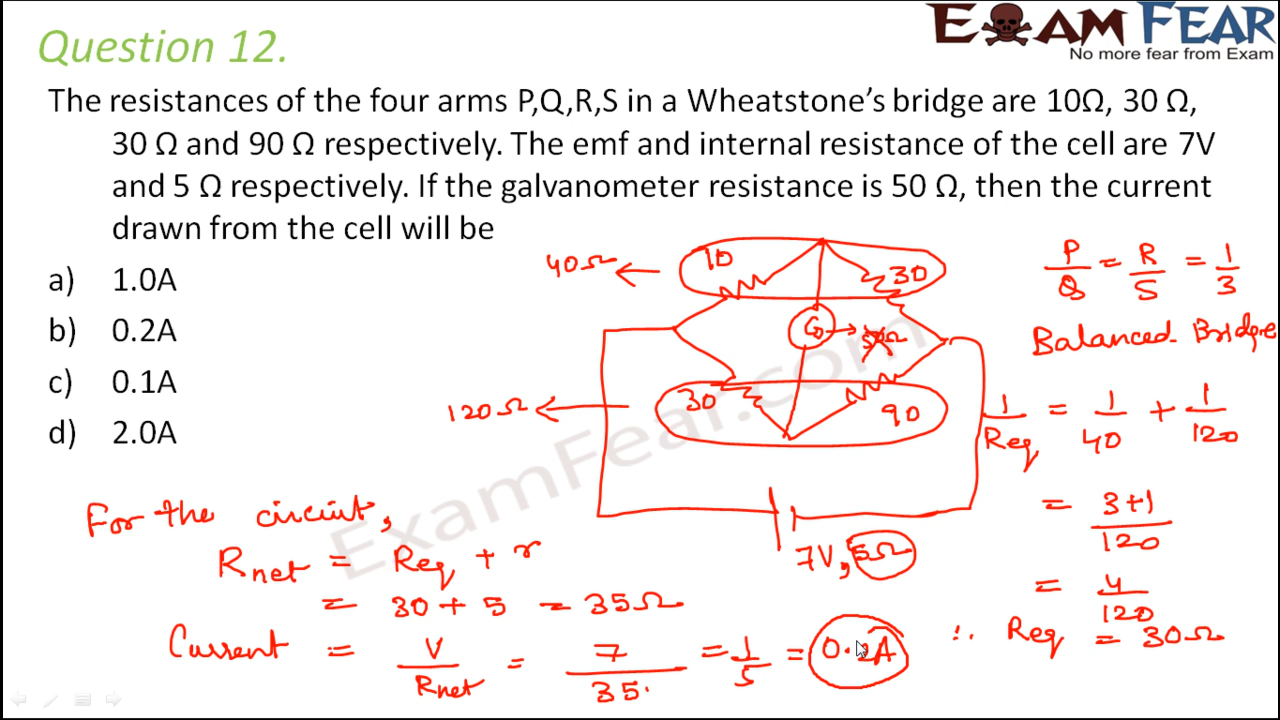 Question 12.
EXAM FEAR
No more fear from Exam
The resistances of the four arms P,Q,R,S in a Wheatstone's bridge are 10Ω, 30 Ω,
30 Ω and 90 Ω respectively. The emf and internal resistance of the cell are 7V
and 5 Ω respectively. If the galvanometer resistance is 50 Ω, then the current
drawn from the cell will be
a) 1.0A
b) 0.2A
c) 0.1A
d) 2.0A
40Ω
10
30
G
120Ω
30
90
7V, 5Ω
P/Q = R/S = 1/3
Balanced Bridge
1/Req = 1/40 + 1/120
= 3+1/120
= 4/120
∴ Req = 30Ω
For the circuit,
Rnet = Req + r
= 30 + 5 = 35Ω
Current = V/Rnet = 7/35. = 1/5 = 0.2A
ExamFear.com